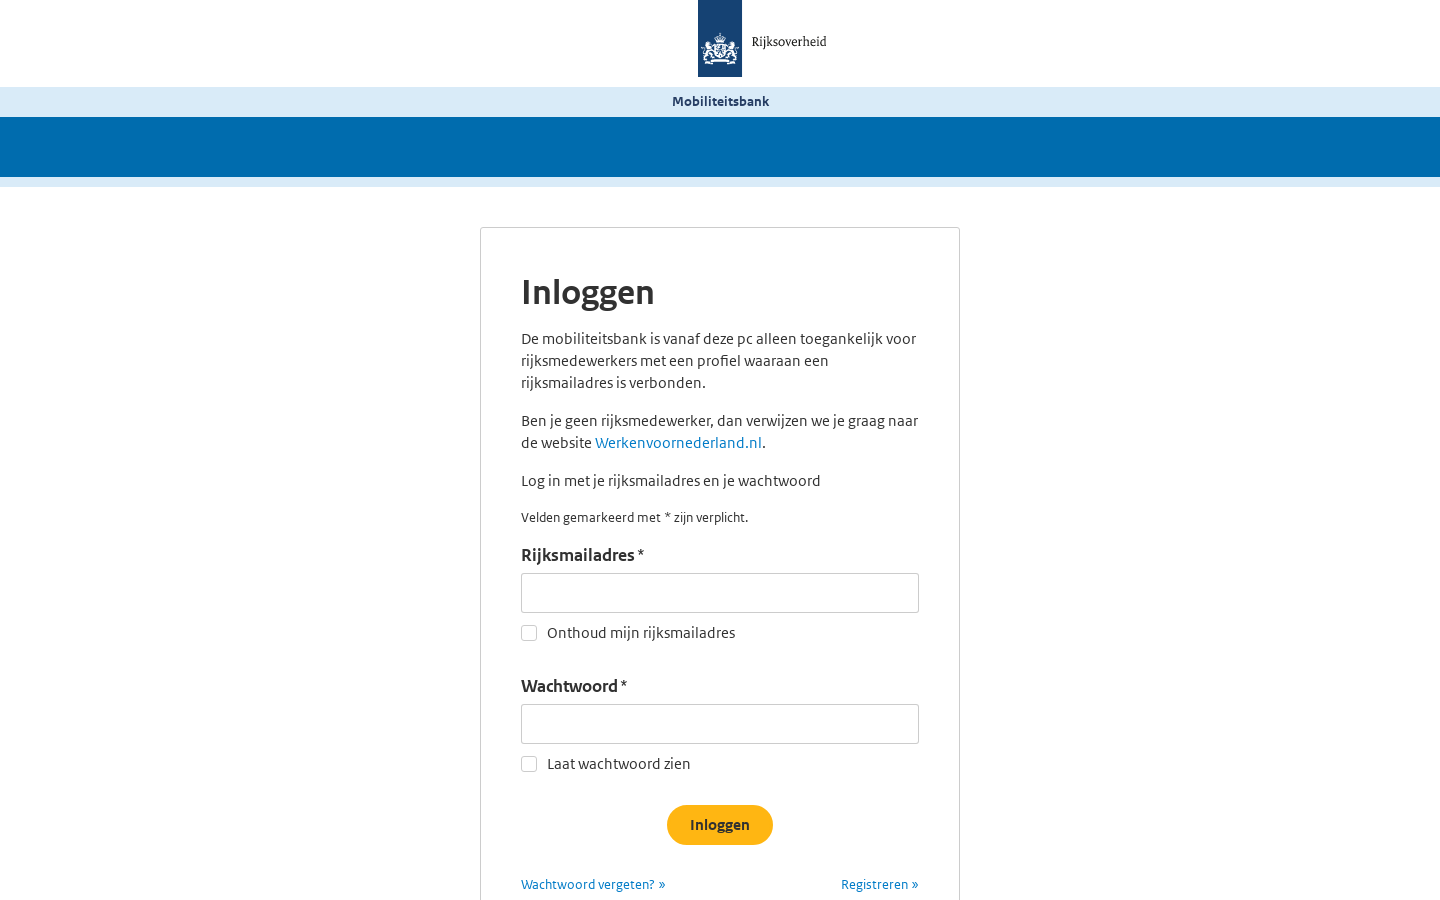 Rijksoverheid
Mobiliteitsbank
Inloggen
De mobiliteitsbank is vanaf deze pc alleen toegankelijk voor
rijksmedewerkers met een profiel waaraan een
rijksmailadres is verbonden.
Ben je geen rijksmedewerker, dan verwijzen we je graag naar
de website Werkenvoornederland.nl.
Log in met je rijksmailadres en je wachtwoord
Velden gemarkeerd met * zijn verplicht.
Rijksmailadres *
Onthoud mijn rijksmailadres
Wachtwoord *
Laat wachtwoord zien
Inloggen
Wachtwoord vergeten? » Registreren »